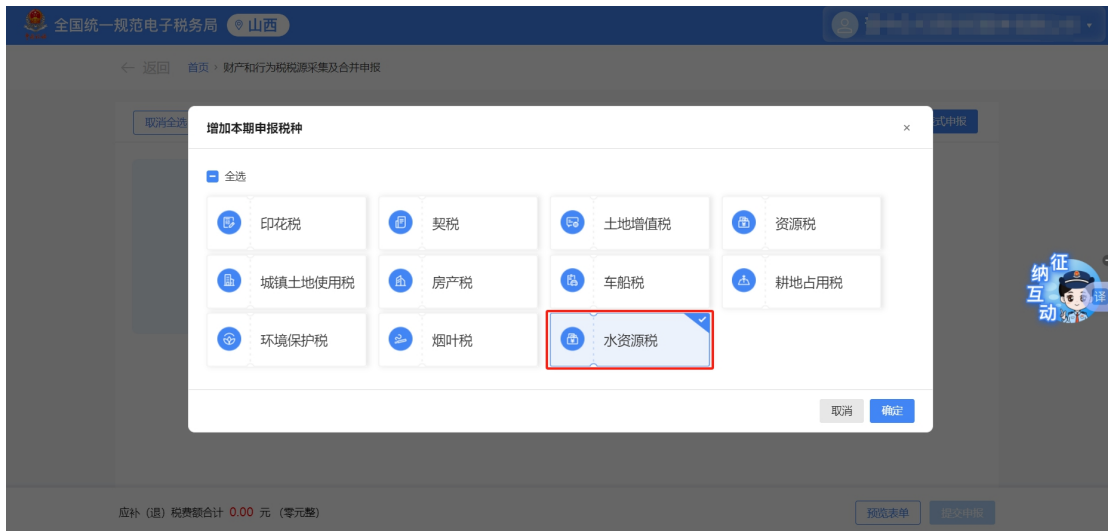 全国统一规范电子税务局 山西
← 返回 首页 > 财产和行为税税源采集及合并申报
取消全选
式申报
增加本期申报税种 ×
全选
印花税 契税 土地增值税 资源税
城镇土地使用税 房产税 车船税 耕地占用税
环境保护税 烟叶税 水资源税
取消 确定
征纳互动
译
应补（退）税费额合计 0.00 元 （零元整）
预览表单 提交申报